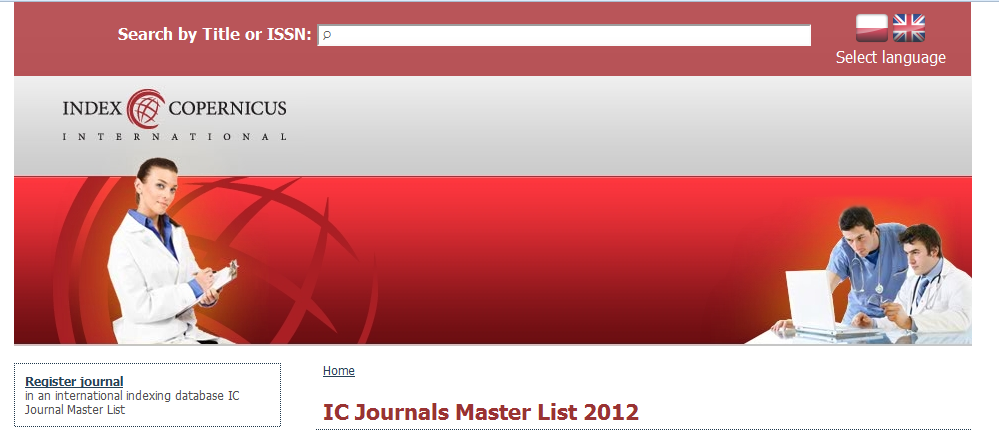 Search by Title or ISSN:
Select language
INDEX COPERNICUS
INTERNATIONAL
Register journal
in an international indexing database IC
Journal Master List
Home
IC Journals Master List 2012